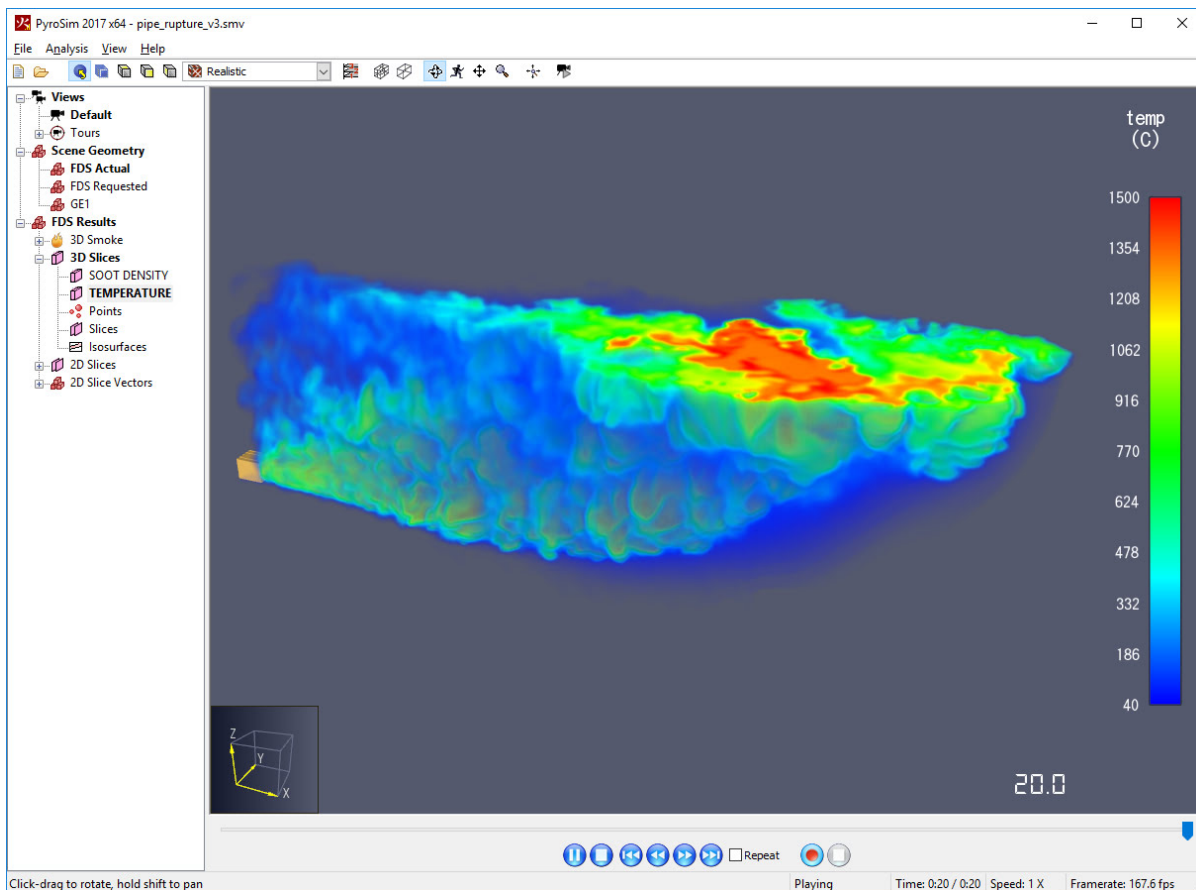 PyroSim 2017 x64 - pipe_rupture_v3.smv
File Analysis View Help
Realistic
Views
Default
Tours
Scene Geometry
FDS Actual
FDS Requested
GE1
FDS Results
3D Smoke
3D Slices
SOOT DENSITY
TEMPERATURE
Points
Slices
Isosurfaces
2D Slices
2D Slice Vectors
temp
(C)
1500
1354
1208
1062
916
770
624
478
332
186
40
Z
Y
X
20.0
Repeat
Click-drag to rotate, hold shift to pan
Playing
Time: 0:20 / 0:20
Speed: 1 X
Framerate: 167.6 fps